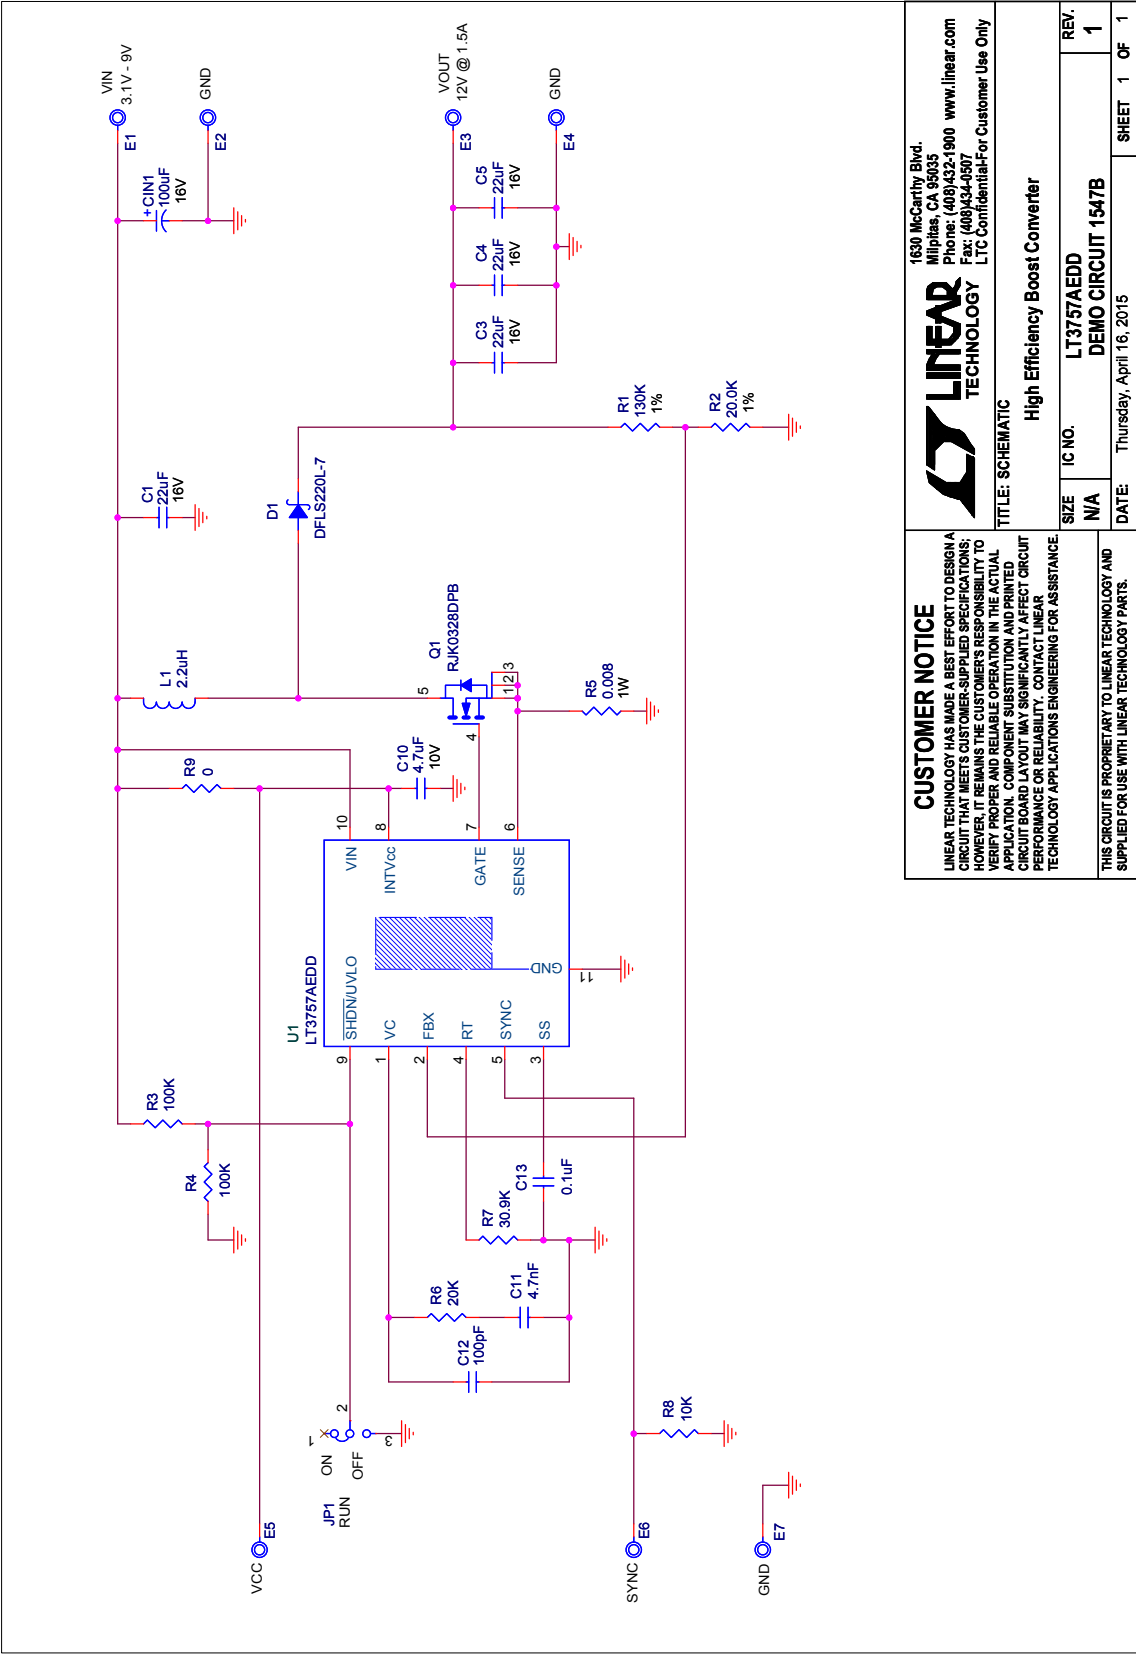 VIN
3.1V - 9V
E1
GND
E2
+CIN1
100uF
16V
VOUT
12V @ 1.5A
E3
GND
E4
C5
22uF
16V
C4
22uF
16V
C3
22uF
16V
C1
22uF
16V
D1
DFLS220L-7
R1
130K
1%
R2
20.0K
1%
L1
2.2uH
Q1
RJK0328DPB
5
4
1
2
3
R5
0.008
1W
R9
0
C10
4.7uF
10V
10
8
7
6
VIN
INTVcc
GATE
SENSE
U1
LT3757AEDD
SHDN/UVLO
VC
FBX
RT
SYNC
SS
GND
11
9
1
2
4
5
3
R3
100K
R4
100K
C13
0.1uF
R7
30.9K
R6
20K
C11
4.7nF
C12
100pF
JP1
RUN
ON
OFF
1
2
3
VCC
E5
R8
10K
SYNC
E6
GND
E7
CUSTOMER NOTICE
LINEAR TECHNOLOGY HAS MADE A BEST EFFORT TO DESIGN A
CIRCUIT THAT MEETS CUSTOMER-SUPPLIED SPECIFICATIONS;
HOWEVER, IT REMAINS THE CUSTOMER'S RESPONSIBILITY TO
VERIFY PROPER AND RELIABLE OPERATION IN THE ACTUAL
APPLICATION. COMPONENT SUBSTITUTION AND PRINTED
CIRCUIT BOARD LAYOUT MAY SIGNIFICANTLY AFFECT CIRCUIT
PERFORMANCE OR RELIABILITY. CONTACT LINEAR
TECHNOLOGY APPLICATIONS ENGINEERING FOR ASSISTANCE.
THIS CIRCUIT IS PROPRIETARY TO LINEAR TECHNOLOGY AND
SUPPLIED FOR USE WITH LINEAR TECHNOLOGY PARTS.
LINEAR
TECHNOLOGY
1630 McCarthy Blvd.
Milpitas, CA 95035
Phone: (408)432-1900 www.linear.com
Fax: (408)434-0507
LTC Confidential-For Customer Use Only
TITLE: SCHEMATIC
High Efficiency Boost Converter
SIZE
N/A
IC NO.
LT3757AEDD
DEMO CIRCUIT 1547B
REV.
1
DATE: Thursday, April 16, 2015
SHEET 1 OF 1